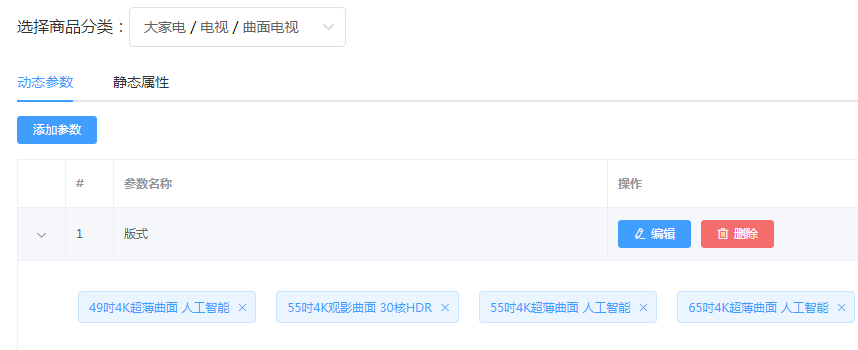 选择商品分类： 大家电 / 电视 / 曲面电视
动态参数 静态属性
添加参数
# 参数名称 操作
1 版式 编辑 删除
49吋4K超薄曲面 人工智能 55吋4K观影曲面 30核HDR 55吋4K超薄曲面 人工智能 65吋4K超薄曲面 人工智能